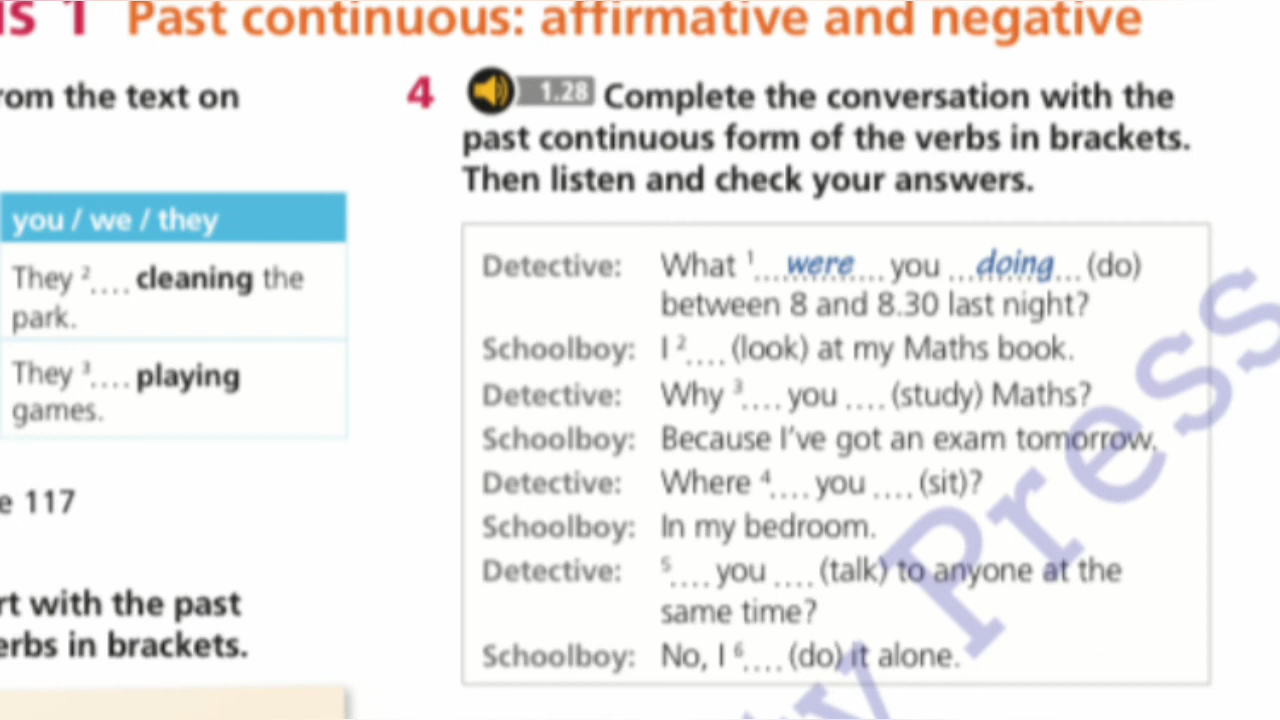 1 Past continuous: affirmative and negative
rom the text on
you / we / they
They 2.... cleaning the
park.
They 3.... playing
games.
e 117
rt with the past
erbs in brackets.
4 1.28 Complete the conversation with the
past continuous form of the verbs in brackets.
Then listen and check your answers.
Detective: What 1...were... you ...doing... (do)
between 8 and 8.30 last night?
Schoolboy: I 2.... (look) at my Maths book.
Detective: Why 3.... you .... (study) Maths?
Schoolboy: Because I've got an exam tomorrow.
Detective: Where 4.... you .... (sit)?
Schoolboy: In my bedroom.
Detective: 5.... you .... (talk) to anyone at the
same time?
Schoolboy: No, I 6.... (do) it alone.
y Press